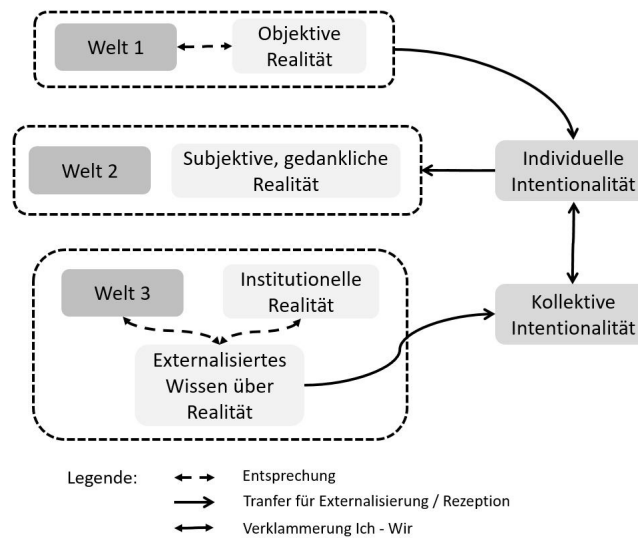 Welt 1
Objektive
Realität
Welt 2
Subjektive, gedankliche
Realität
Individuelle
Intentionalität
Welt 3
Institutionelle
Realität
Kollektive
Intentionalität
Externalisiertes
Wissen über
Realität
Legende:
Entsprechung
Tranfer für Externalisierung / Rezeption
Verklammerung Ich - Wir